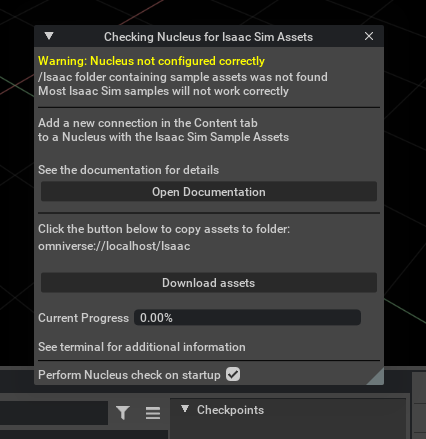 Checking Nucleus for Isaac Sim Assets
Warning: Nucleus not configured correctly
/Isaac folder containing sample assets was not found
Most Isaac Sim samples will not work correctly
Add a new connection in the Content tab
to a Nucleus with the Isaac Sim Sample Assets
See the documentation for details
Open Documentation
Click the button below to copy assets to folder:
omniverse://localhost/Isaac
Download assets
Current Progress 0.00%
See terminal for additional information
Perform Nucleus check on startup
Checkpoints